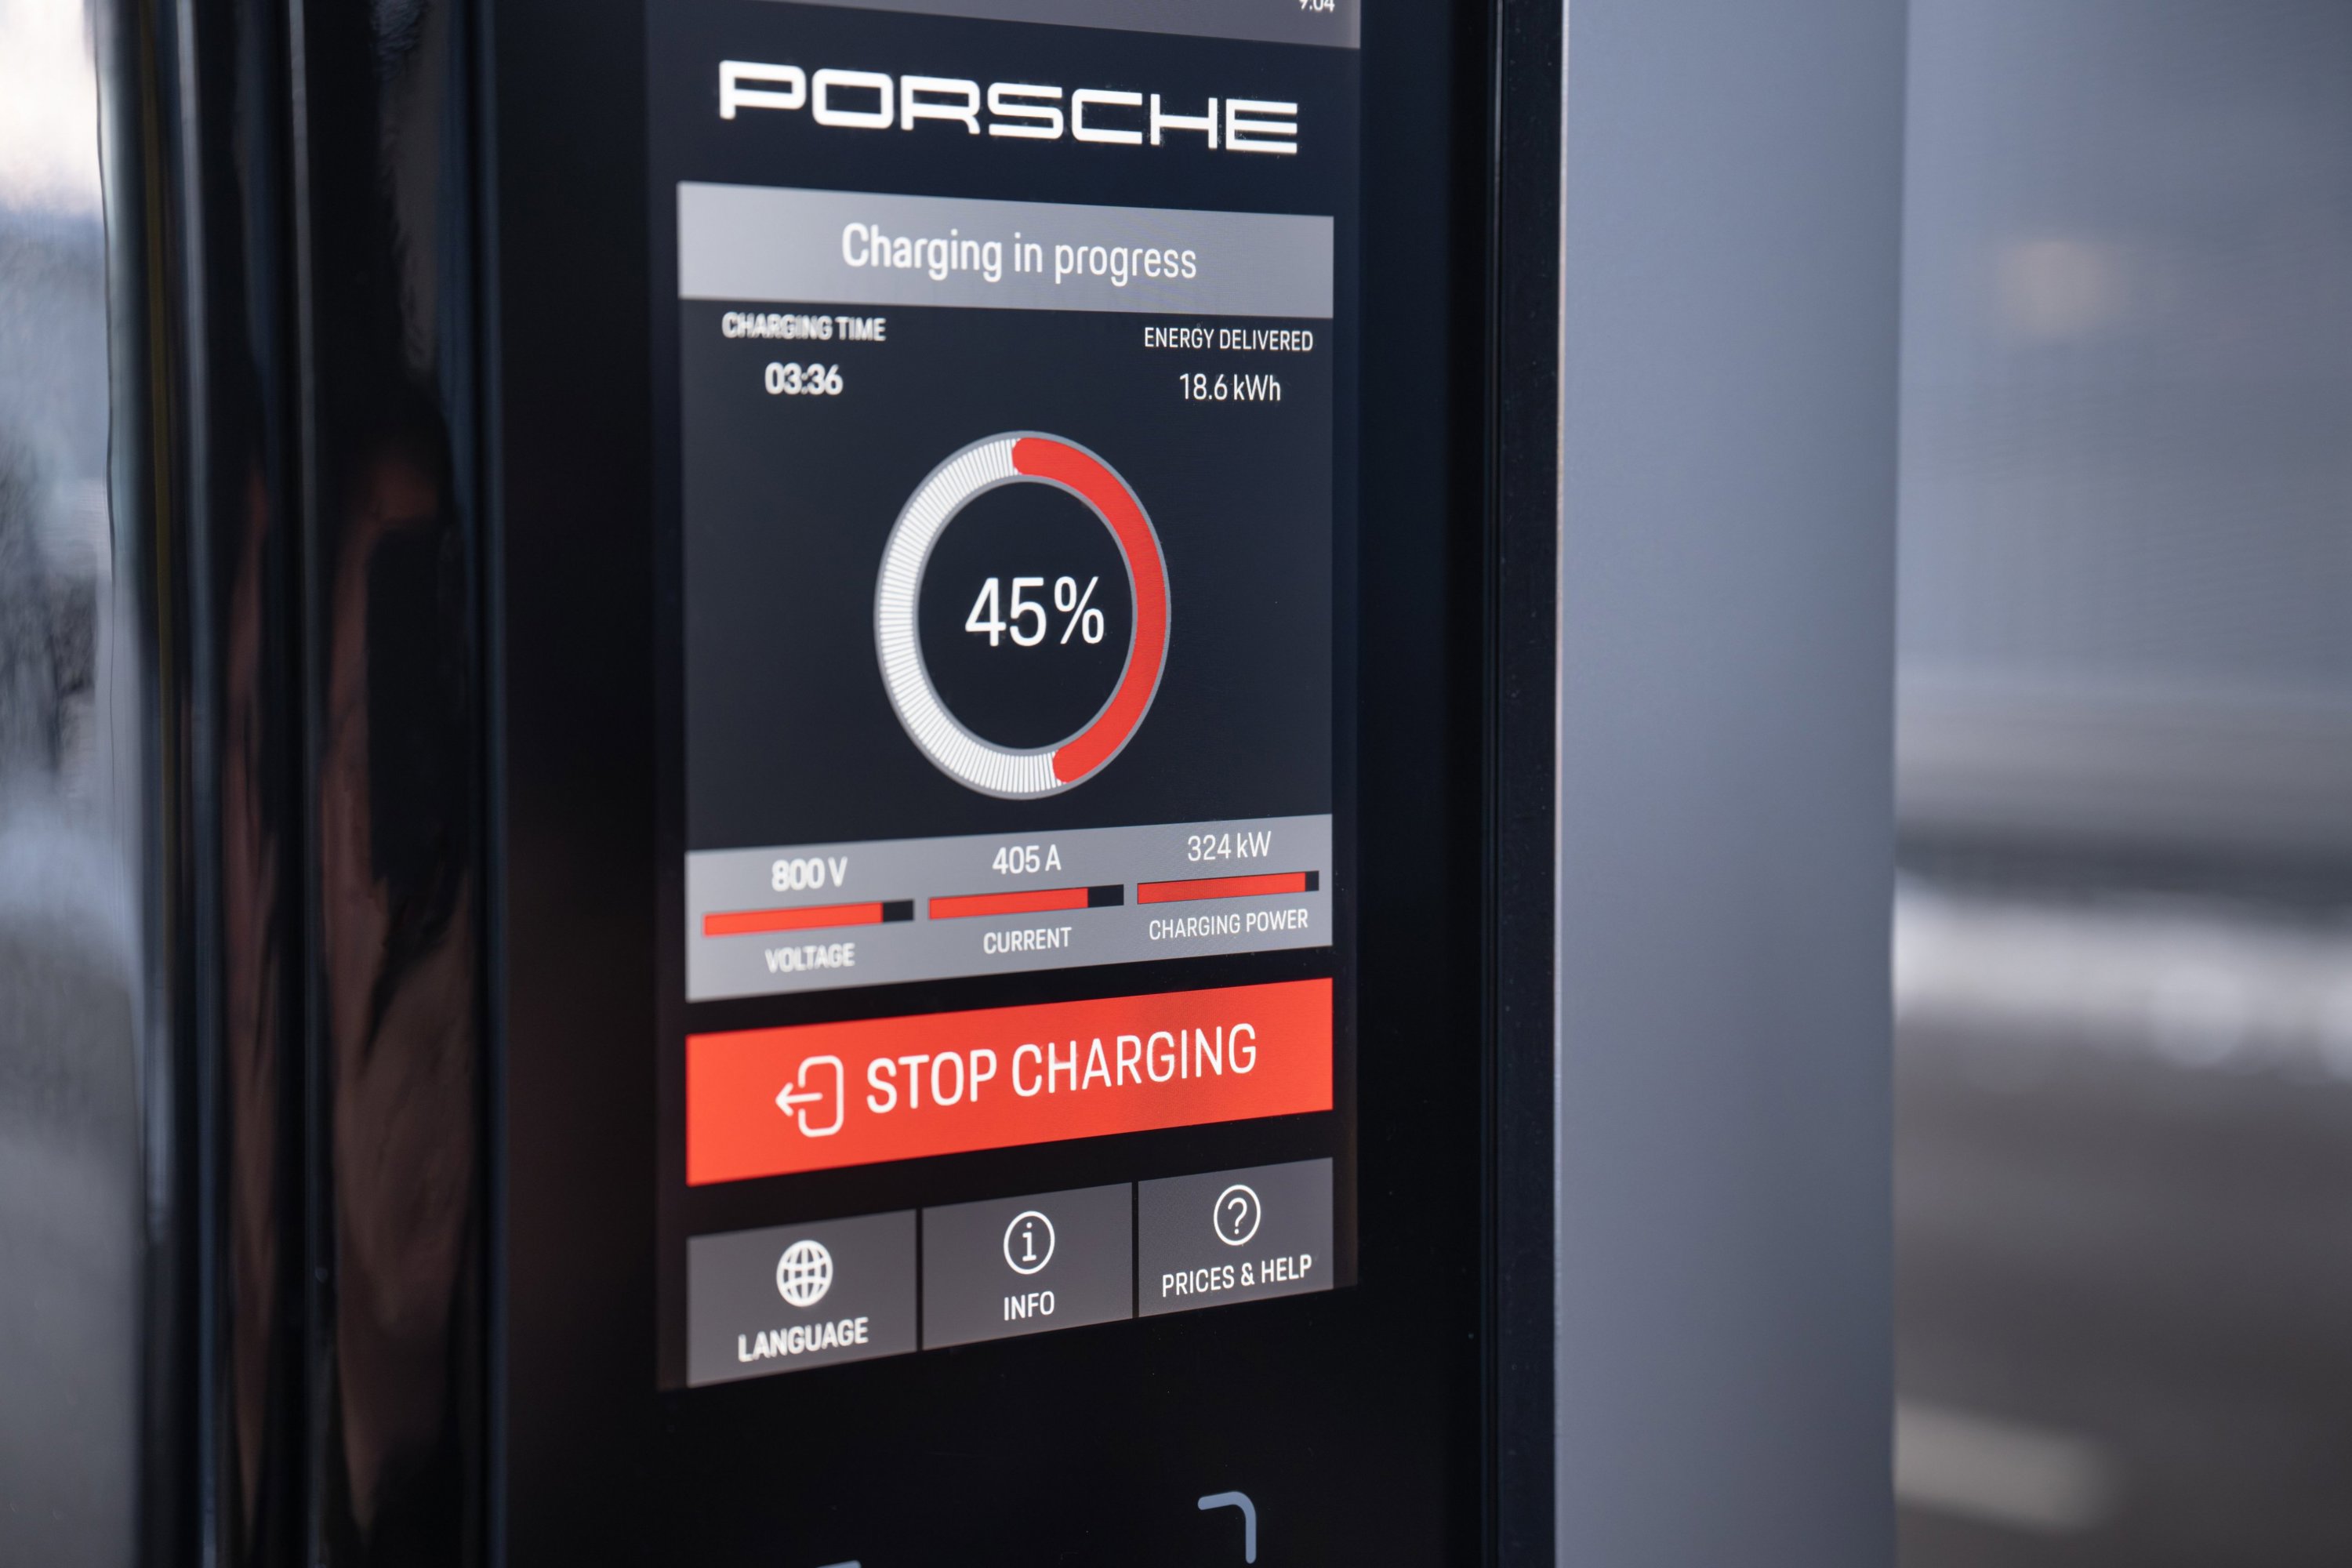 PORSCHE
Charging in progress
CHARGING TIME
03:36
ENERGY DELIVERED
18.6 kWh
45%
800 V
VOLTAGE
405 A
CURRENT
324 kW
CHARGING POWER
STOP CHARGING
LANGUAGE
INFO
PRICES & HELP